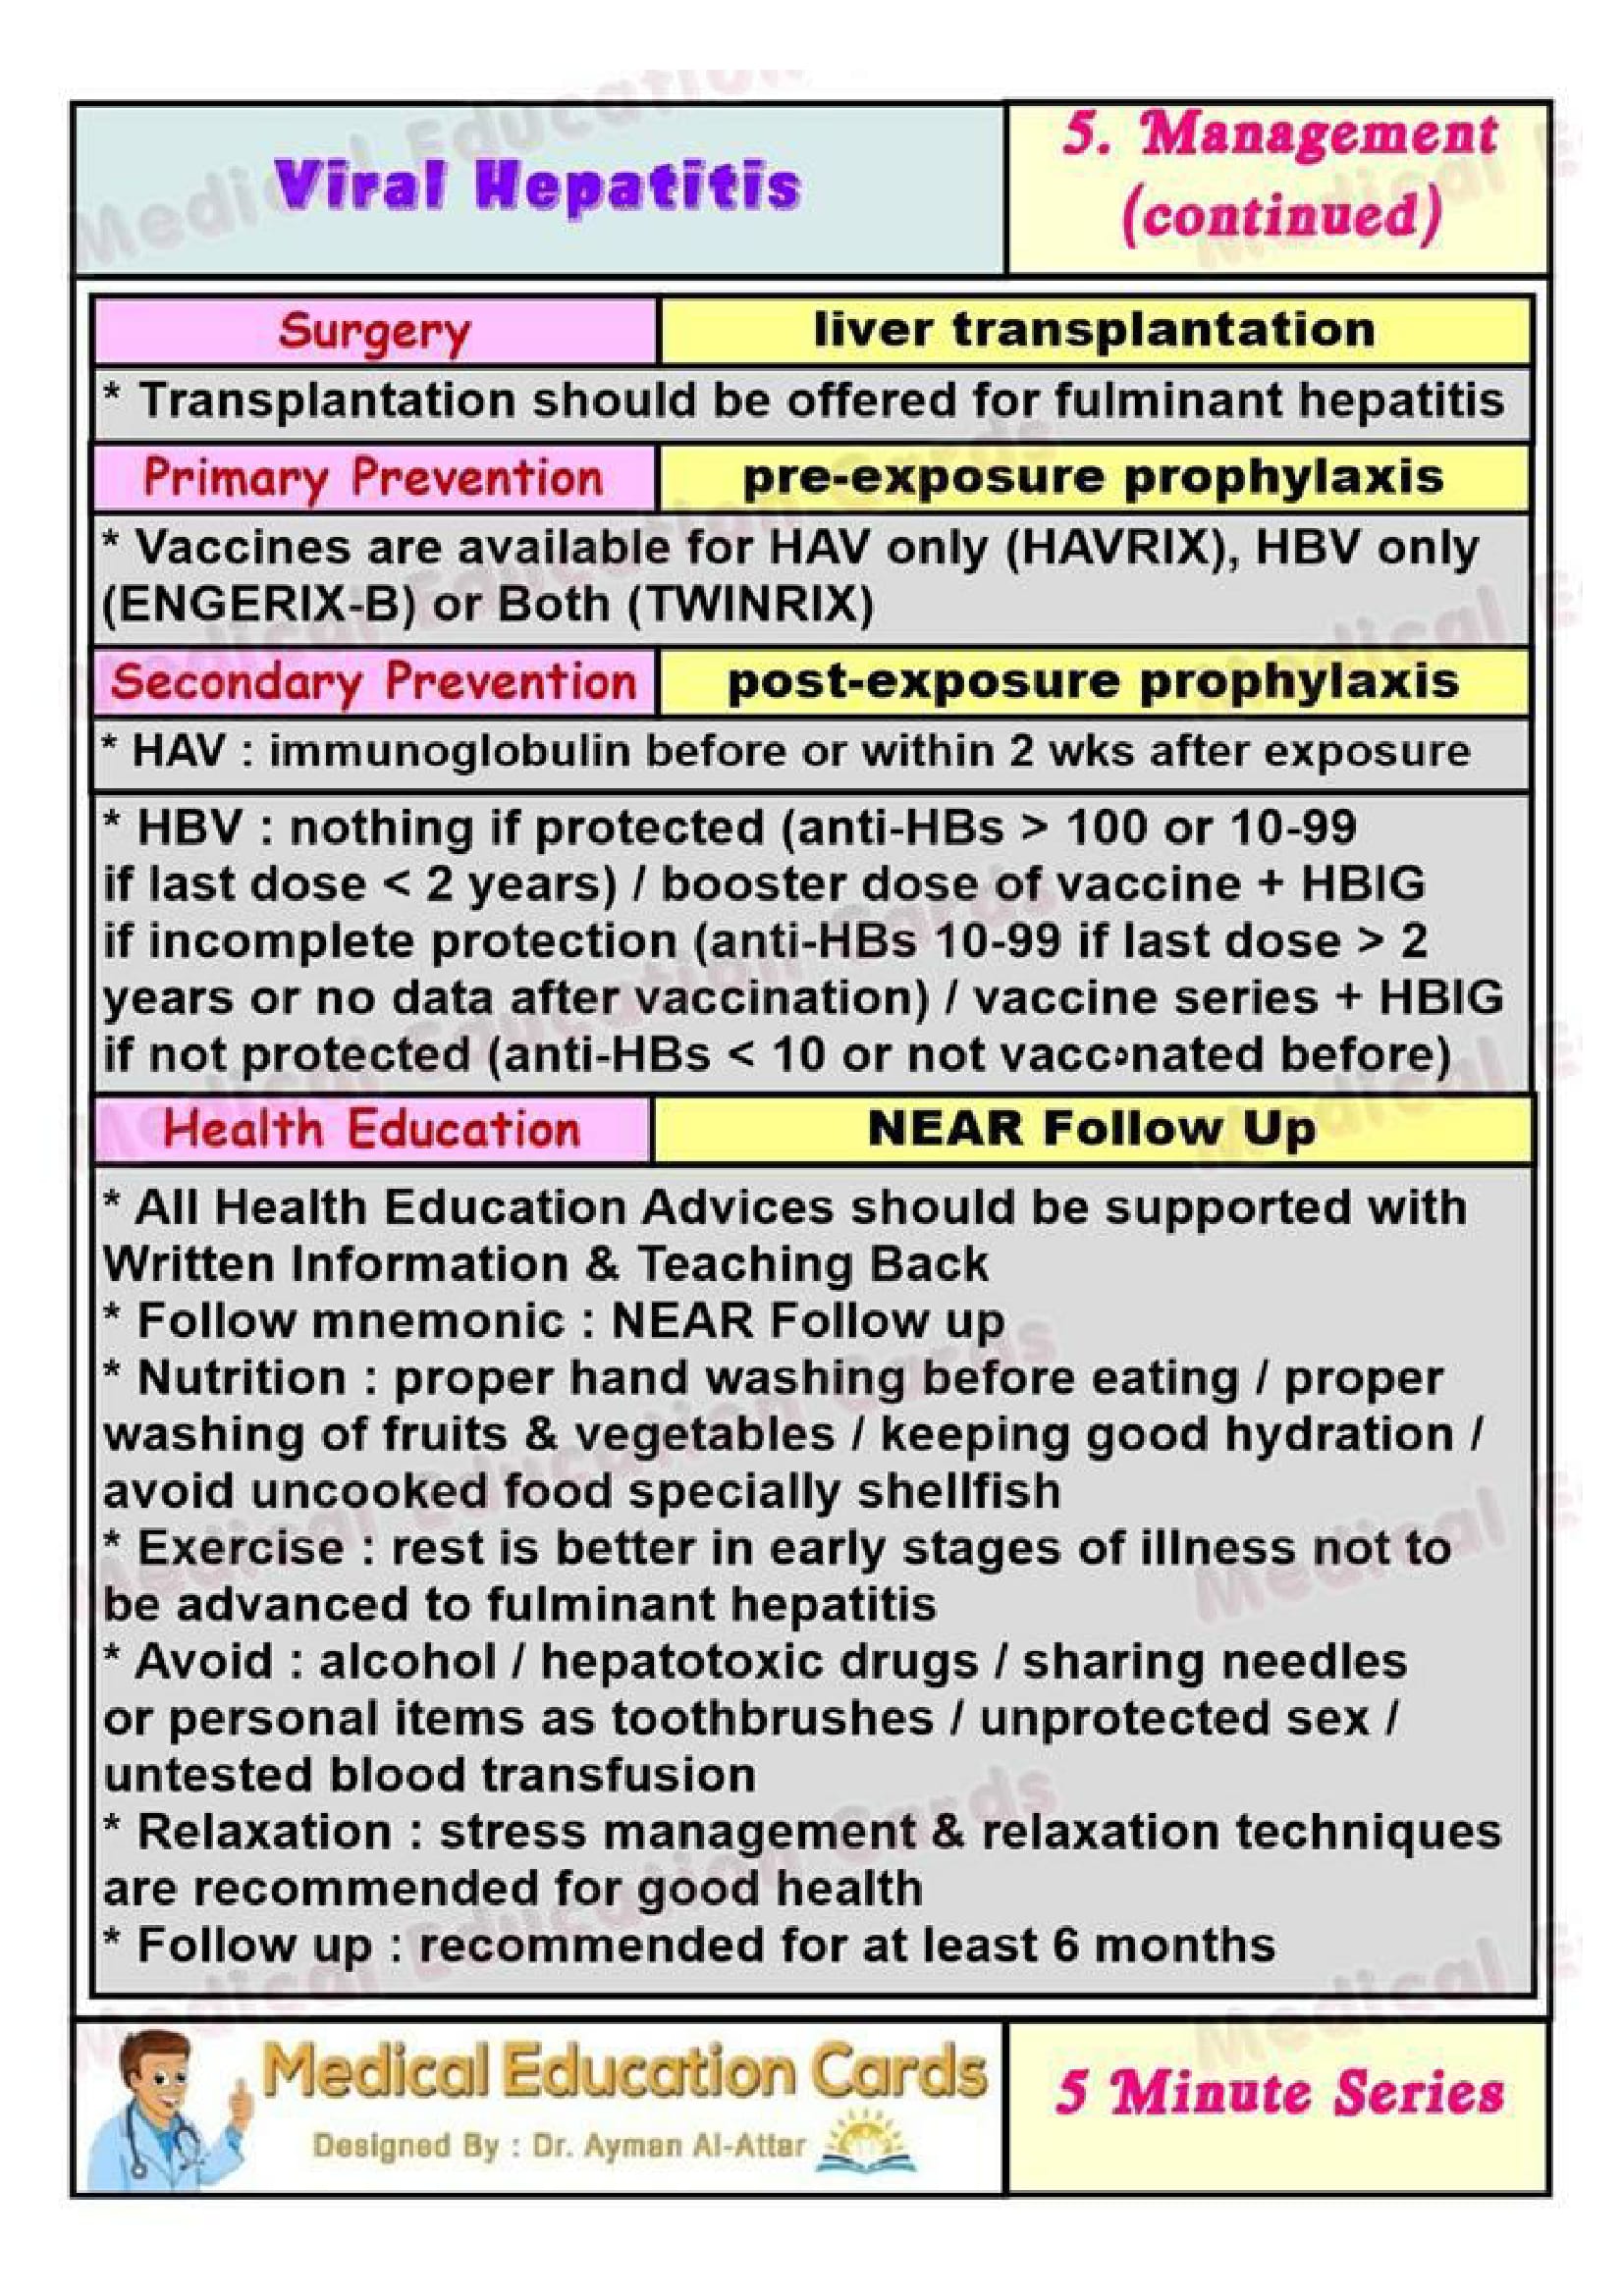 Viral Hepatitis
5. Management
(continued)
Surgery
liver transplantation
* Transplantation should be offered for fulminant hepatitis
Primary Prevention
pre-exposure prophylaxis
* Vaccines are available for HAV only (HAVRIX), HBV only
(ENGERIX-B) or Both (TWINRIX)
Secondary Prevention
post-exposure prophylaxis
* HAV : immunoglobulin before or within 2 wks after exposure
* HBV : nothing if protected (anti-HBs > 100 or 10-99
if last dose < 2 years) / booster dose of vaccine + HBIG
if incomplete protection (anti-HBs 10-99 if last dose > 2
years or no data after vaccination) / vaccine series + HBIG
if not protected (anti-HBs < 10 or not vaccinated before)
Health Education
NEAR Follow Up
* All Health Education Advices should be supported with
Written Information & Teaching Back
* Follow mnemonic : NEAR Follow up
* Nutrition : proper hand washing before eating / proper
washing of fruits & vegetables / keeping good hydration /
avoid uncooked food specially shellfish
* Exercise : rest is better in early stages of illness not to
be advanced to fulminant hepatitis
* Avoid : alcohol / hepatotoxic drugs / sharing needles
or personal items as toothbrushes / unprotected sex /
untested blood transfusion
* Relaxation : stress management & relaxation techniques
are recommended for good health
* Follow up : recommended for at least 6 months
Medical Education Cards
Designed By : Dr. Ayman Al-Attar
5 Minute Series